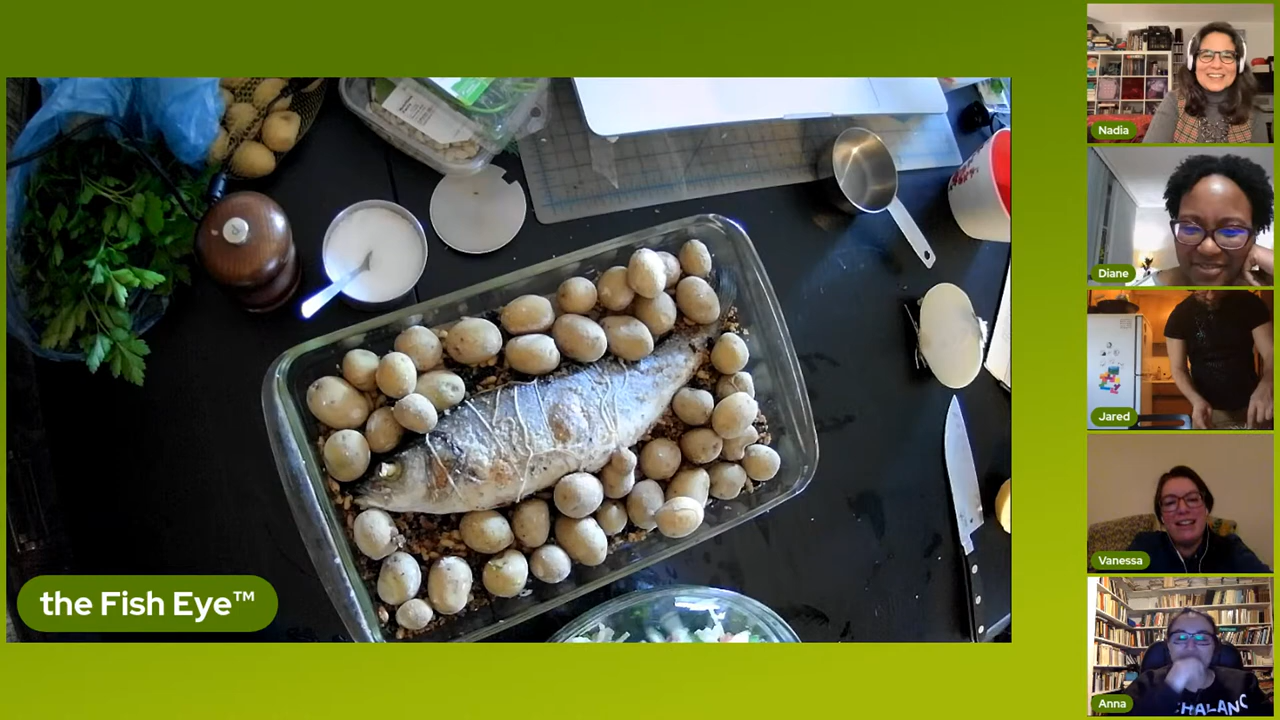 the Fish Eye™
Nadia
Diane
Jared
Vanessa
Anna